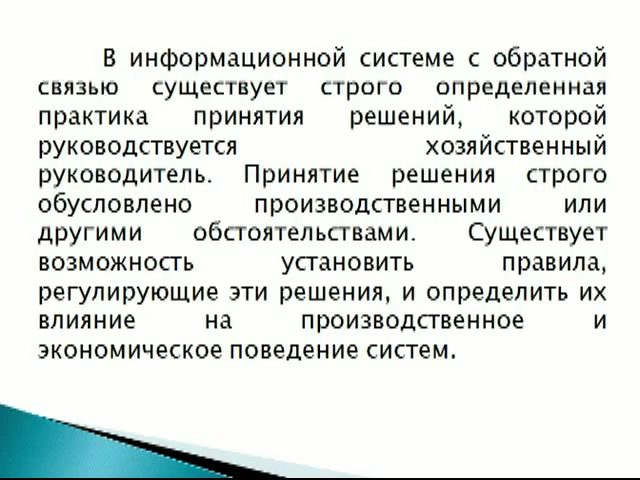 В информационной системе с обратной
связью существует строго определенная
практика принятия решений, которой
руководствуется хозяйственный
руководитель. Принятие решения строго
обусловлено производственными или
другими обстоятельствами. Существует
возможность установить правила,
регулирующие эти решения, и определить их
влияние на производственное и
экономическое поведение систем.